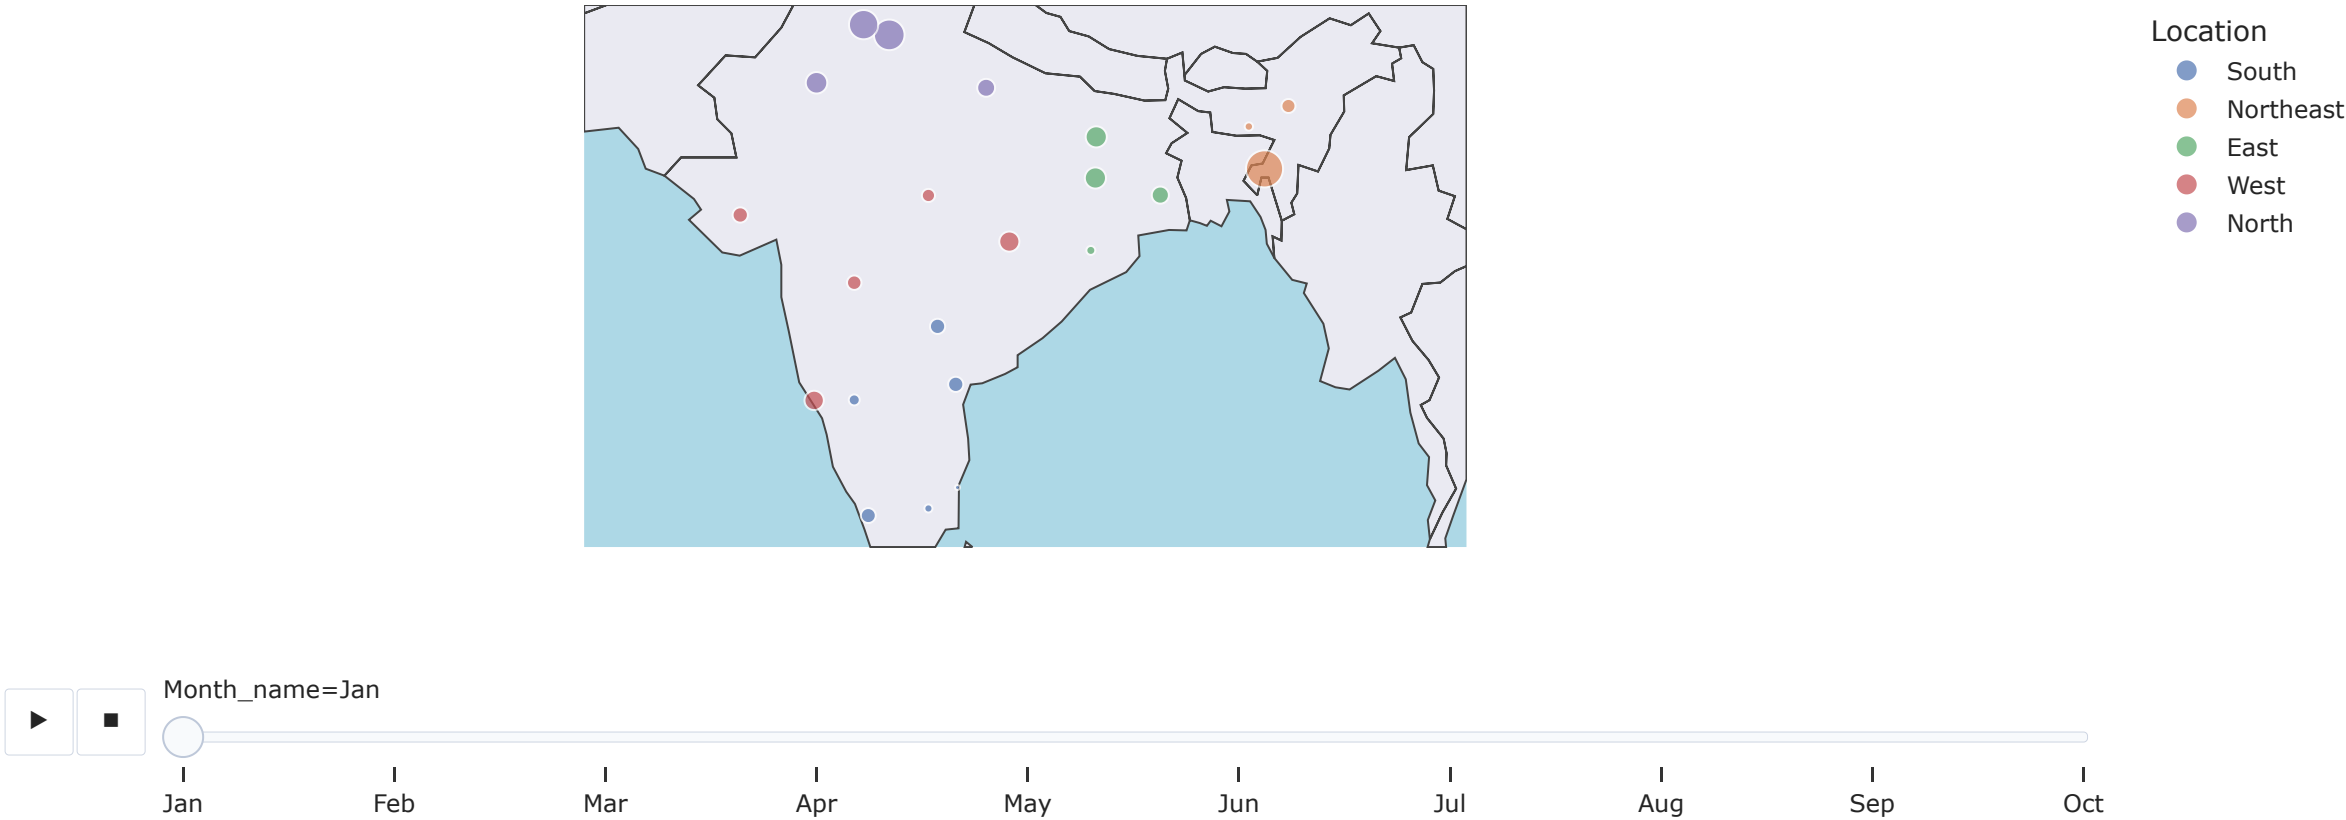 Location
South
Northeast
East
West
North
Month_name=Jan
Jan Feb Mar Apr May Jun Jul Aug Sep Oct